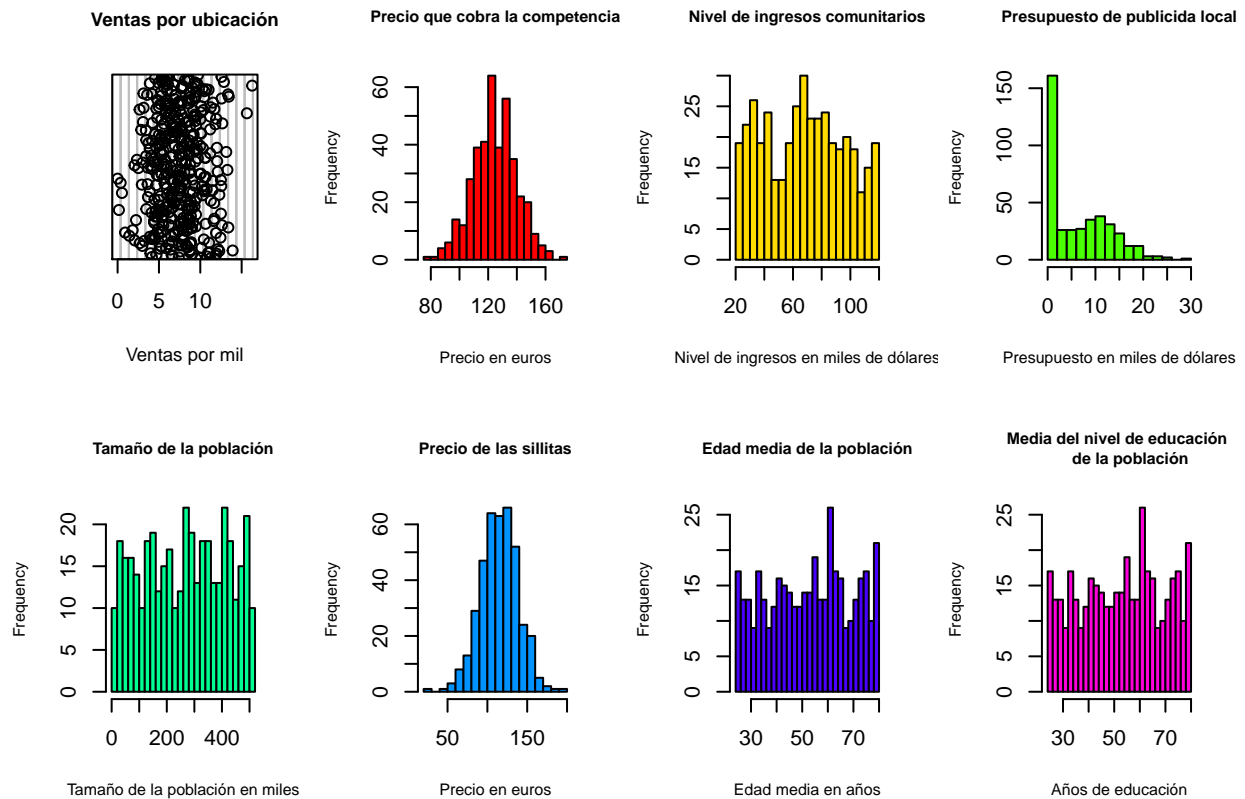 Ventas por ubicación
0 5 10
Ventas por mil
Precio que cobra la competencia
Frequency
0 20 40 60
80 120 160
Precio en euros
Nivel de ingresos comunitarios
Frequency
0 5 15 25
20 60 100
Nivel de ingresos en miles de dólares
Presupuesto de publicida local
Frequency
0 50 100 150
0 10 20 30
Presupuesto en miles de dólares
Tamaño de la población
Frequency
0 5 10 15 20
0 200 400
Tamaño de la población en miles
Precio de las sillitas
Frequency
0 20 40 60
50 150
Precio en euros
Edad media de la población
Frequency
0 5 15 25
30 50 70
Edad media en años
Media del nivel de educación
de la población
Frequency
0 5 15 25
30 50 70
Años de educación